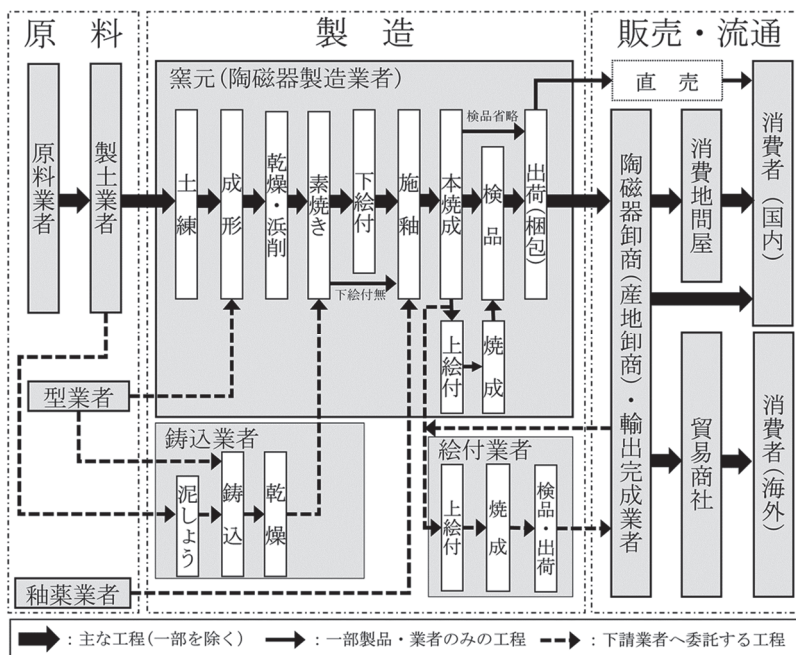 原料
製造
販売・流通
原料業者
製土業者
型業者
釉薬業者
窯元(陶磁器製造業者)
土練
成形
乾燥・浜削
素焼き
下絵付
下絵付無
施釉
本焼成
検品省略
検品
出荷(梱包)
上絵付
焼成
鋳込業者
泥しょう
鋳込
乾燥
絵付業者
上絵付
焼成
検品・出荷
直売
陶磁器卸商(産地卸商)・輸出完成業者
消費地問屋
貿易商社
消費者(国内)
消費者(海外)
:主な工程(一部を除く)
:一部製品・業者のみの工程
:下請業者へ委託する工程